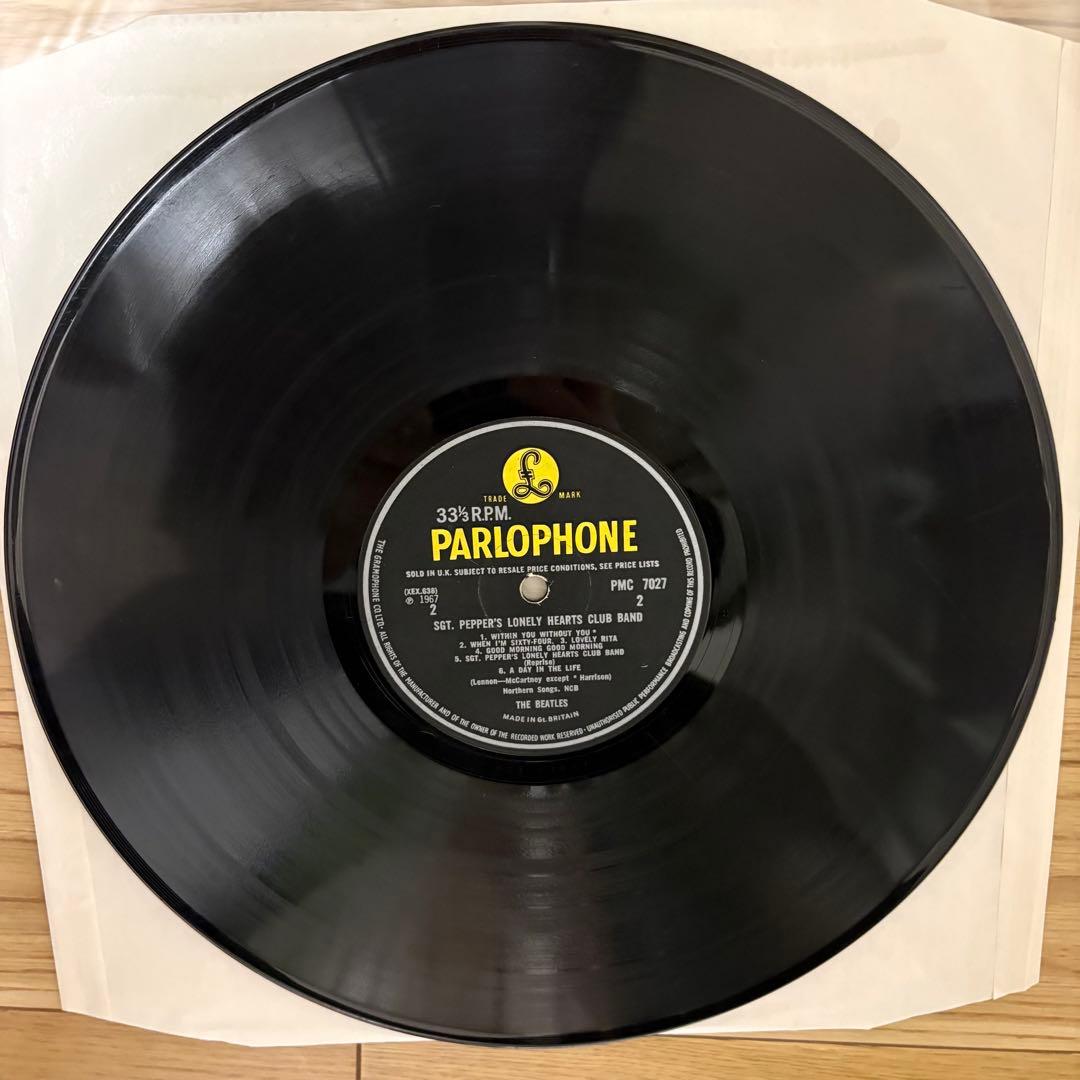 £
TRADE MARK
33⅓ R.P.M.
PARLOPHONE
SOLD IN U.K. SUBJECT TO RESALE PRICE CONDITIONS, SEE PRICE LISTS
(XEX.638) PMC 7027
℗ 1967
2 2
SGT. PEPPER'S LONELY HEARTS CLUB BAND
1. WITHIN YOU WITHOUT YOU *
2. WHEN I'M SIXTY-FOUR. 3. LOVELY RITA
4. GOOD MORNING GOOD MORNING
5. SGT. PEPPER'S LONELY HEARTS CLUB BAND
(Reprise)
6. A DAY IN THE LIFE
(Lennon—McCartney except * Harrison)
Northern Songs. NCB
THE BEATLES
MADE IN GT. BRITAIN
THE GRAMOPHONE CO. LTD· ALL RIGHTS OF THE MANUFACTURER AND OF THE OWNER OF THE RECORDED WORK RESERVED · UNAUTHORISED PUBLIC PERFORMANCE BROADCASTING AND COPYING OF THIS RECORD PROHIBITED